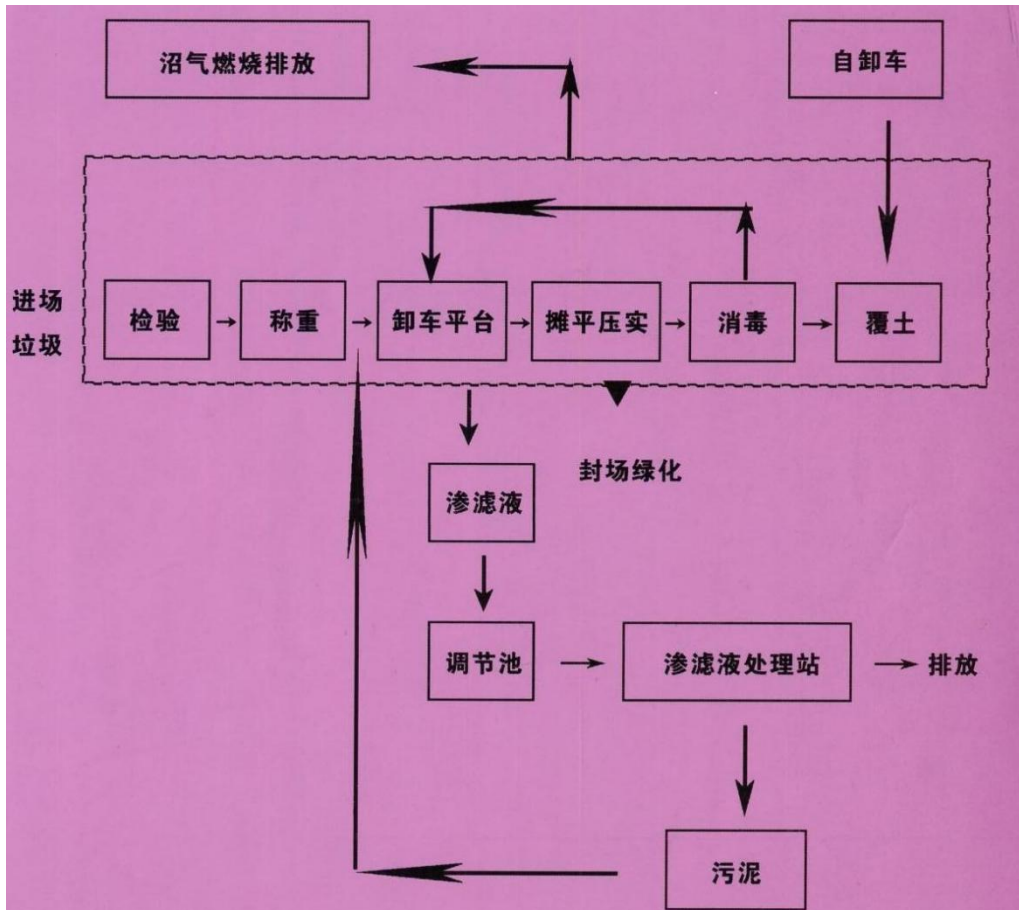 沼气燃烧排放
自卸车
进场
垃圾
检验
称重
卸车平台
摊平压实
消毒
覆土
渗滤液
封场绿化
调节池
渗滤液处理站
排放
污泥